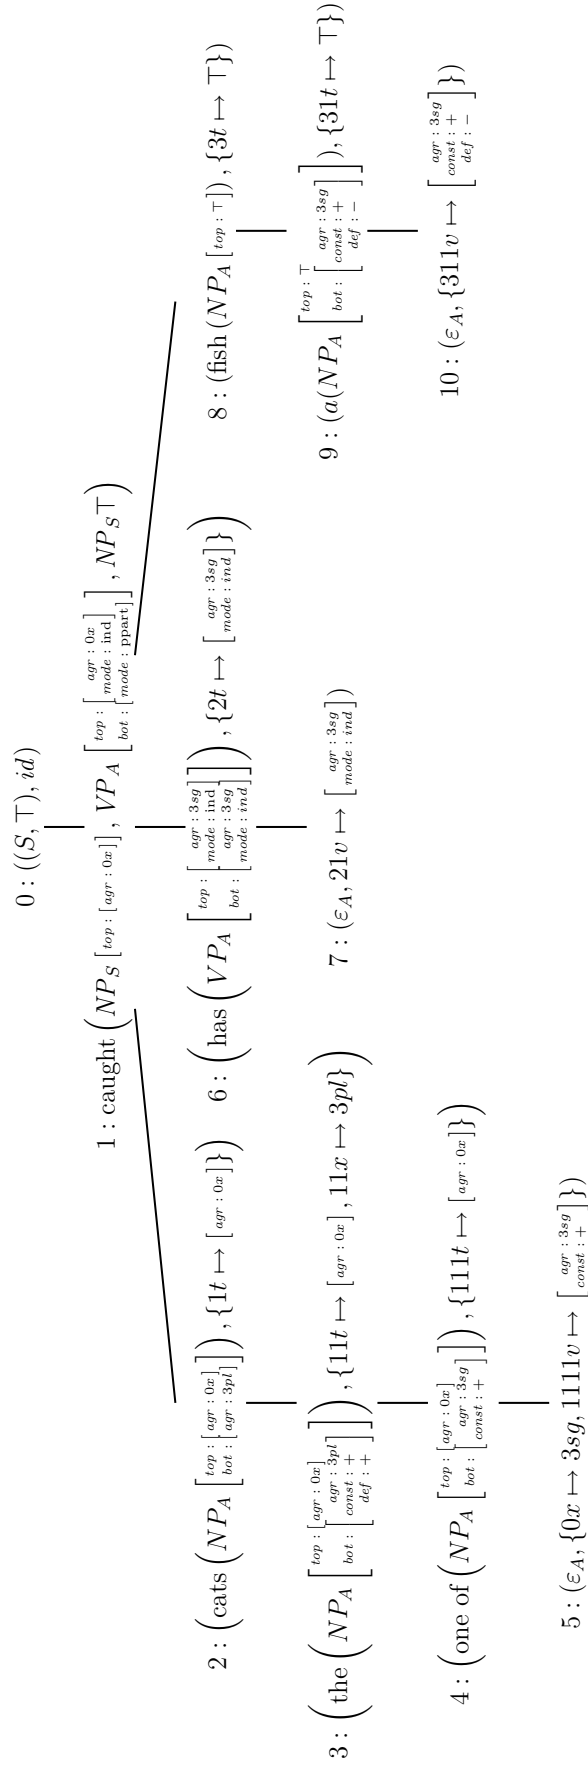 0 : ((S, ⊤), id)
1 : caught (NP_S [top : [agr : 0x]], VP_A [top : [agr : 0x mode : ind] bot : [mode : ppart]], NP_S ⊤)
2 : (cats (NP_A [top : [agr : 0x] bot : [agr : 3pl]]), {1t ↦ [agr : 0x]})
6 : (has (VP_A [top : [agr : 3sg mode : ind] bot : [agr : 3sg mode : ind]]), {2t ↦ [agr : 3sg mode : ind]})
8 : (fish (NP_A [top : ⊤]), {3t ↦ ⊤})
3 : (the (NP_A [top : [agr : 0x] bot : [agr : 3pl const : + def : +]]), {11t ↦ [agr : 0x], 11x ↦ 3pl})
7 : (ε_A, 21v ↦ [agr : 3sg mode : ind])
9 : (a(NP_A [top : ⊤ bot : [agr : 3sg const : + def : −]]), {31t ↦ ⊤})
4 : (one of (NP_A [top : [agr : 0x] bot : [agr : 3sg const : +]]), {111t ↦ [agr : 0x]})
10 : (ε_A, {311v ↦ [agr : 3sg const : + def : −]})
5 : (ε_A, {0x ↦ 3sg, 1111v ↦ [agr : 3sg const : +]})